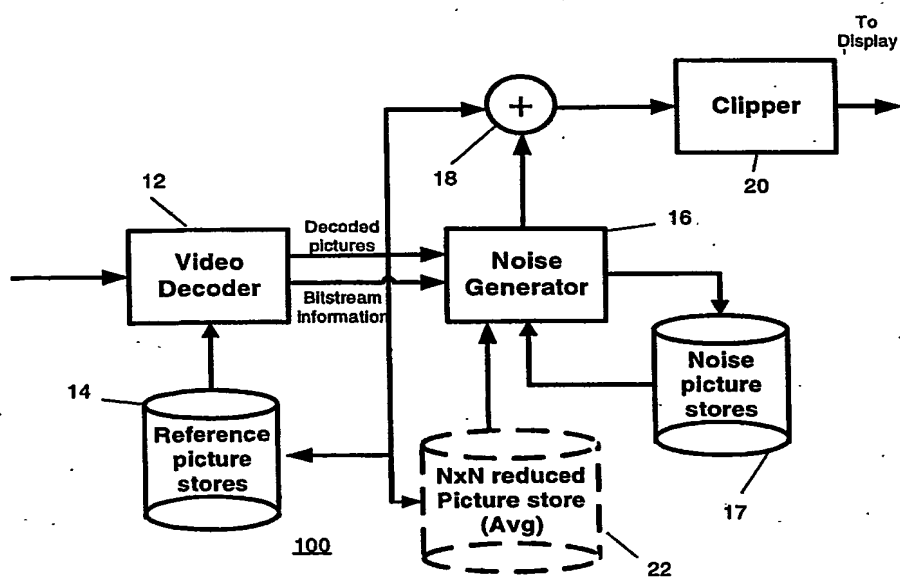 To
Display
+
Clipper
18
20
12
16
Decoded
pictures
Video
Decoder
Noise
Generator
Bitstream
Information
14
Noise
picture
stores
Reference
picture
stores
NxN reduced
Picture store
(Avg)
17
100
22